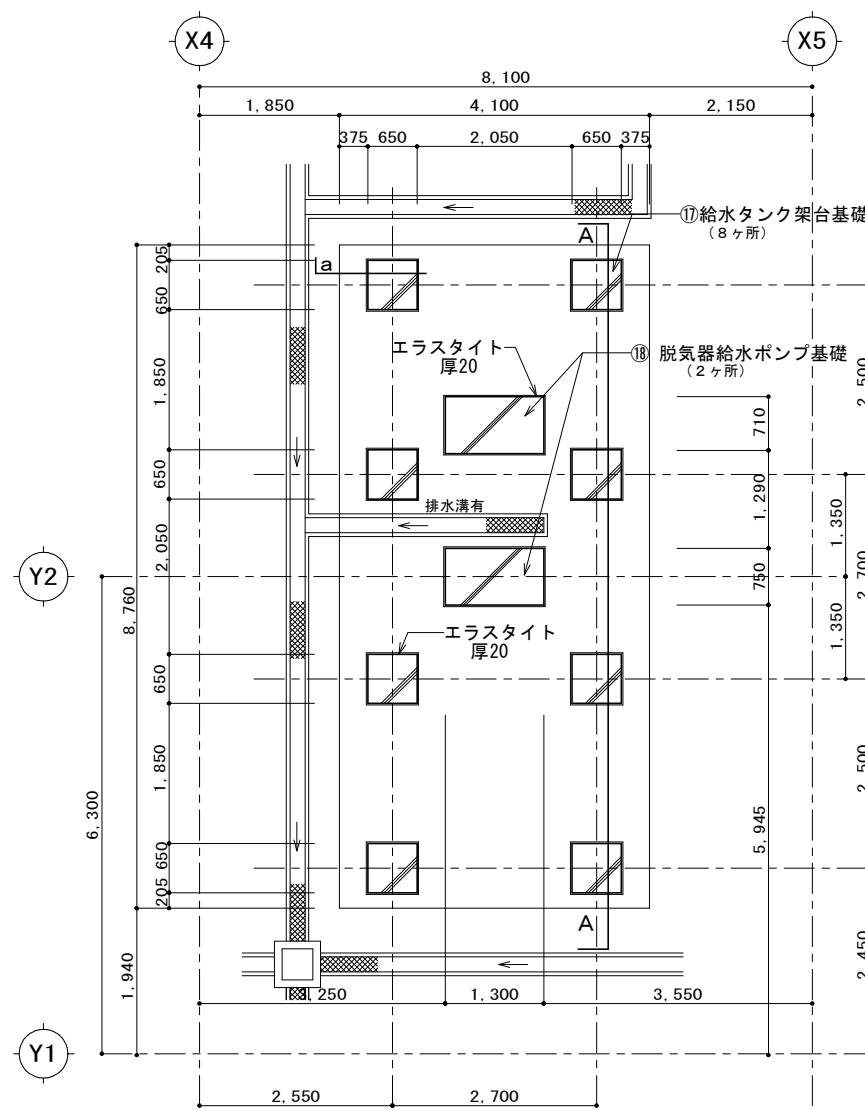 X4
X5
8,100
1,850
4,100
2,150
375
650
2,050
650
375
⑰給水タンク架台基礎
（8ヶ所）
A
a
205
650
エラスタイト
厚20
⑱ 脱気器給水ポンプ基礎
（2ヶ所）
1,850
2,500
710
650
1,290
排水溝有
1,350
2,050
Y2
750
2,700
8,760
エラスタイト
厚20
1,350
650
1,850
2,500
6,300
5,945
650
205
A
1,940
2,450
3,250
1,300
3,550
Y1
2,550
2,700